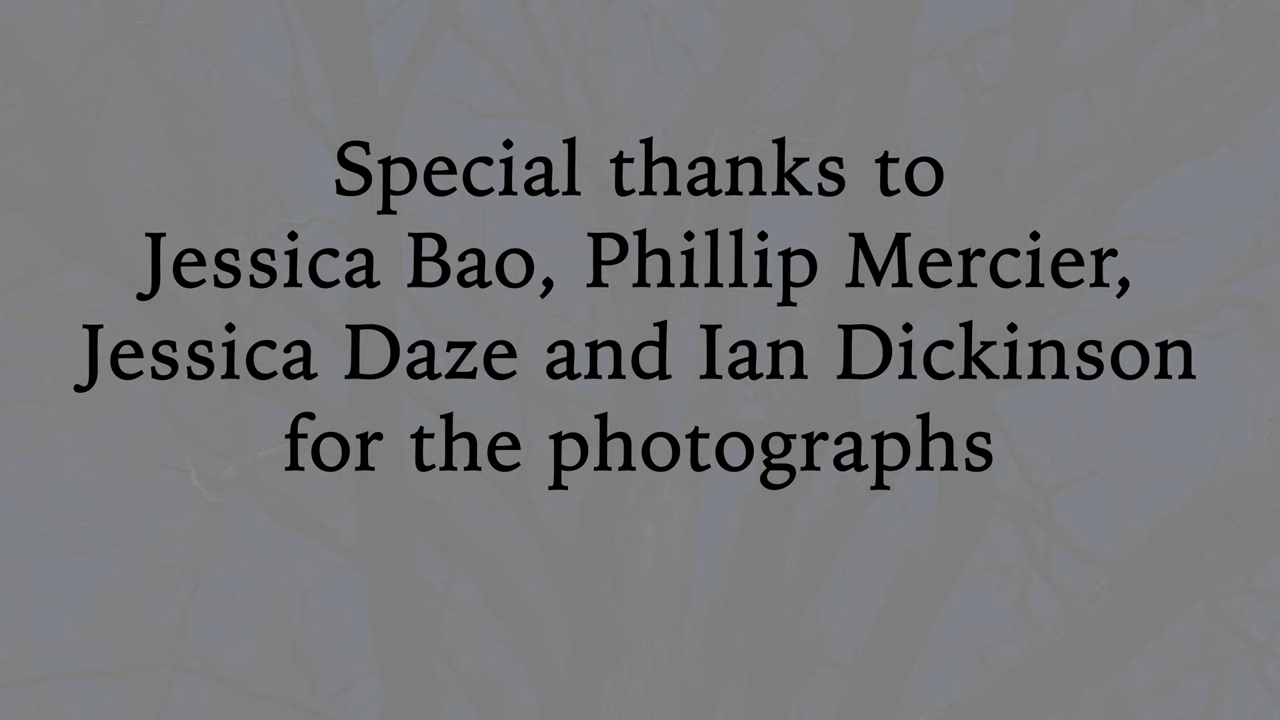 Special thanks to
Jessica Bao, Phillip Mercier,
Jessica Daze and Ian Dickinson
for the photographs